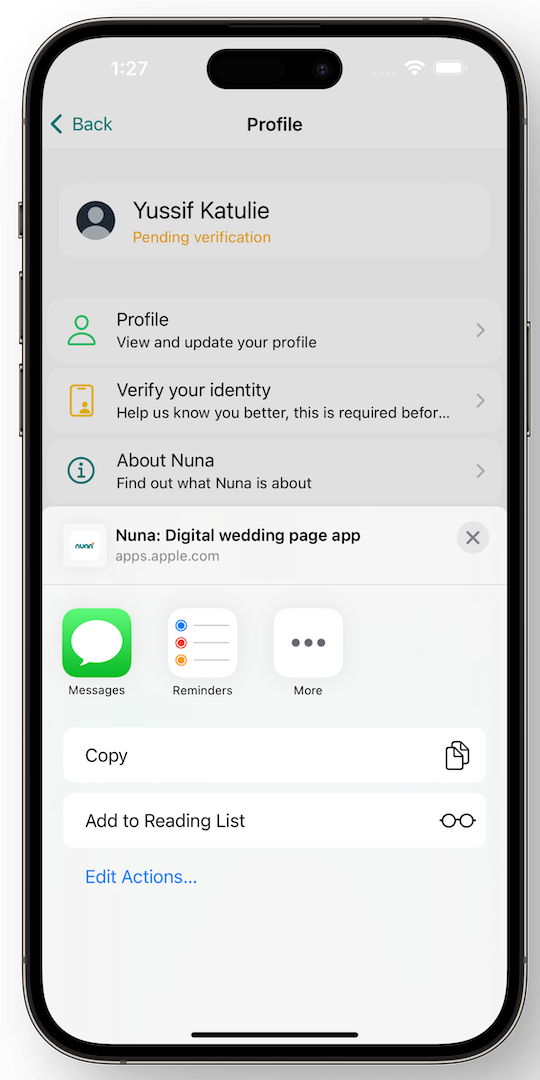 1:27
Back
Profile
Yussif Katulie
Pending verification
Profile
View and update your profile
Verify your identity
Help us know you better, this is required befor...
About Nuna
Find out what Nuna is about
nuna
Nuna: Digital wedding page app
apps.apple.com
Messages
Reminders
More
Copy
Add to Reading List
Edit Actions...